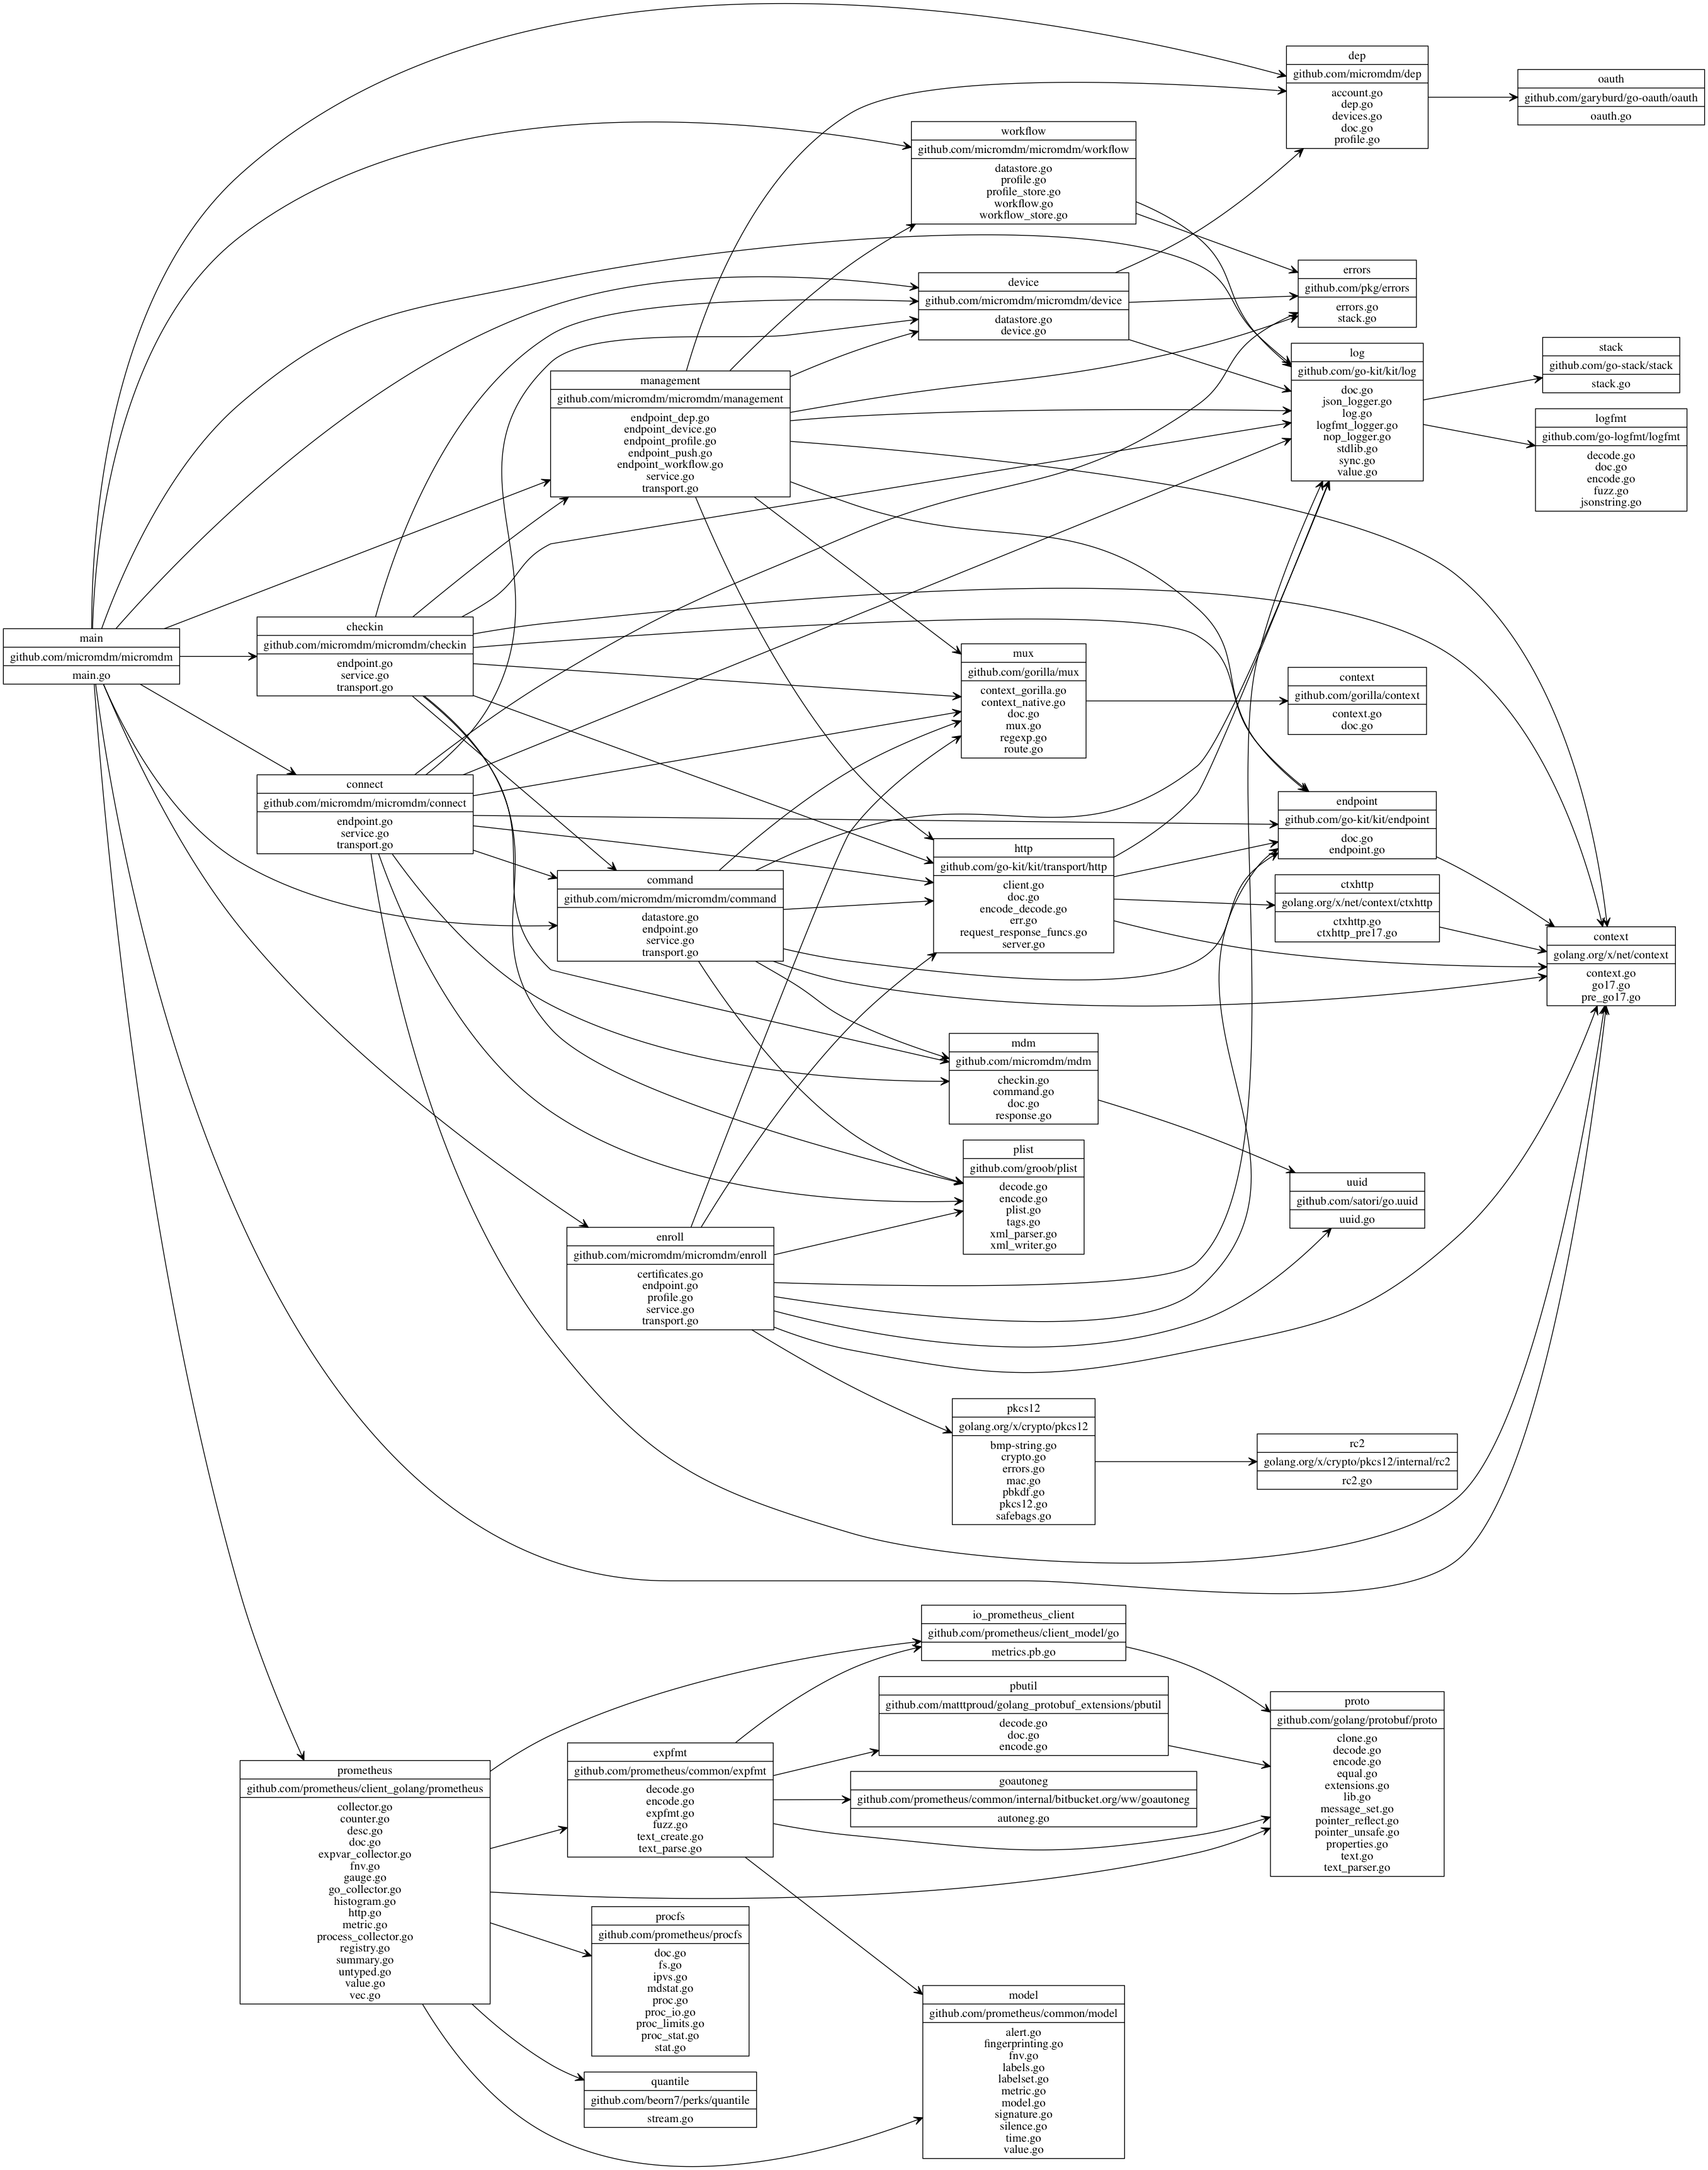 dep
github.com/micromdm/dep
account.go
dep.go
devices.go
doc.go
profile.go
oauth
github.com/garyburd/go-oauth/oauth
oauth.go
workflow
github.com/micromdm/micromdm/workflow
datastore.go
profile.go
profile_store.go
workflow.go
workflow_store.go
errors
github.com/pkg/errors
errors.go
stack.go
device
github.com/micromdm/micromdm/device
datastore.go
device.go
stack
github.com/go-stack/stack
stack.go
log
github.com/go-kit/kit/log
doc.go
json_logger.go
log.go
logfmt_logger.go
nop_logger.go
stdlib.go
sync.go
value.go
management
github.com/micromdm/micromdm/management
endpoint_dep.go
endpoint_device.go
endpoint_profile.go
endpoint_push.go
endpoint_workflow.go
service.go
transport.go
logfmt
github.com/go-logfmt/logfmt
decode.go
doc.go
encode.go
fuzz.go
jsonstring.go
main
github.com/micromdm/micromdm
main.go
checkin
github.com/micromdm/micromdm/checkin
endpoint.go
service.go
transport.go
mux
github.com/gorilla/mux
context_gorilla.go
context_native.go
doc.go
mux.go
regexp.go
route.go
context
github.com/gorilla/context
context.go
doc.go
connect
github.com/micromdm/micromdm/connect
endpoint.go
service.go
transport.go
endpoint
github.com/go-kit/kit/endpoint
doc.go
endpoint.go
http
github.com/go-kit/kit/transport/http
client.go
doc.go
encode_decode.go
err.go
request_response_funcs.go
server.go
command
github.com/micromdm/micromdm/command
datastore.go
endpoint.go
service.go
transport.go
ctxhttp
golang.org/x/net/context/ctxhttp
ctxhttp.go
ctxhttp_pre17.go
context
golang.org/x/net/context
context.go
go17.go
pre_go17.go
mdm
github.com/micromdm/mdm
checkin.go
command.go
doc.go
response.go
plist
github.com/groob/plist
decode.go
encode.go
plist.go
tags.go
xml_parser.go
xml_writer.go
uuid
github.com/satori/go.uuid
uuid.go
enroll
github.com/micromdm/micromdm/enroll
certificates.go
endpoint.go
profile.go
service.go
transport.go
pkcs12
golang.org/x/crypto/pkcs12
bmp-string.go
crypto.go
errors.go
mac.go
pbkdf.go
pkcs12.go
safebags.go
rc2
golang.org/x/crypto/pkcs12/internal/rc2
rc2.go
io_prometheus_client
github.com/prometheus/client_model/go
metrics.pb.go
pbutil
github.com/matttproud/golang_protobuf_extensions/pbutil
decode.go
doc.go
encode.go
proto
github.com/golang/protobuf/proto
clone.go
decode.go
encode.go
equal.go
extensions.go
lib.go
message_set.go
pointer_reflect.go
pointer_unsafe.go
properties.go
text.go
text_parser.go
expfmt
github.com/prometheus/common/expfmt
decode.go
encode.go
expfmt.go
fuzz.go
text_create.go
text_parse.go
goautoneg
github.com/prometheus/common/internal/bitbucket.org/ww/goautoneg
autoneg.go
prometheus
github.com/prometheus/client_golang/prometheus
collector.go
counter.go
desc.go
doc.go
expvar_collector.go
fnv.go
gauge.go
go_collector.go
histogram.go
http.go
metric.go
process_collector.go
registry.go
summary.go
untyped.go
value.go
vec.go
procfs
github.com/prometheus/procfs
doc.go
fs.go
ipvs.go
mdstat.go
proc.go
proc_io.go
proc_limits.go
proc_stat.go
stat.go
model
github.com/prometheus/common/model
alert.go
fingerprinting.go
fnv.go
labels.go
labelset.go
metric.go
model.go
signature.go
silence.go
time.go
value.go
quantile
github.com/beorn7/perks/quantile
stream.go